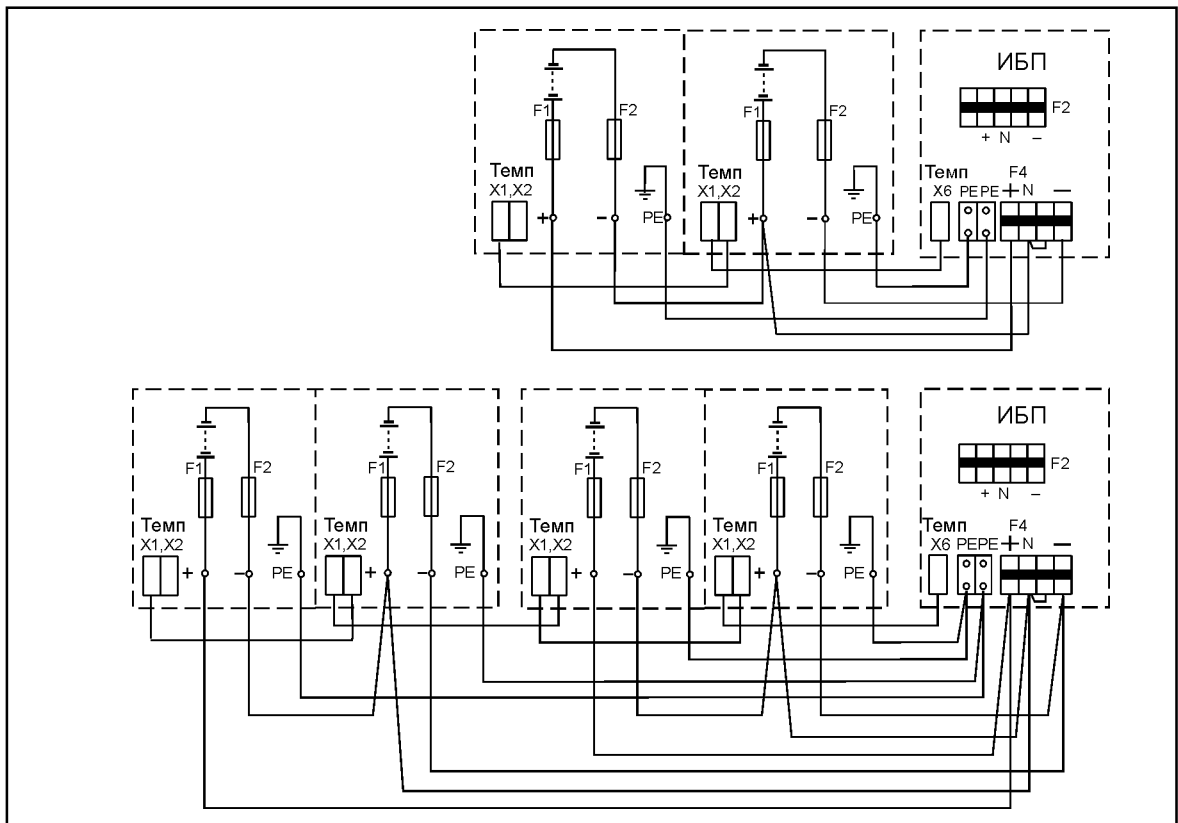 ИБП
F2
+ N –
F1 F2 F1 F2
Темп Темп Темп F4
X1,X2 X1,X2 X6 PE PE + N –
+ – PE + – PE
ИБП
F2
+ N –
F1 F2 F1 F2 F1 F2 F1 F2
Темп Темп Темп Темп Темп F4
X1,X2 X1,X2 X1,X2 X1,X2 X6 PE PE + N –
+ – PE + – PE + – PE + – PE